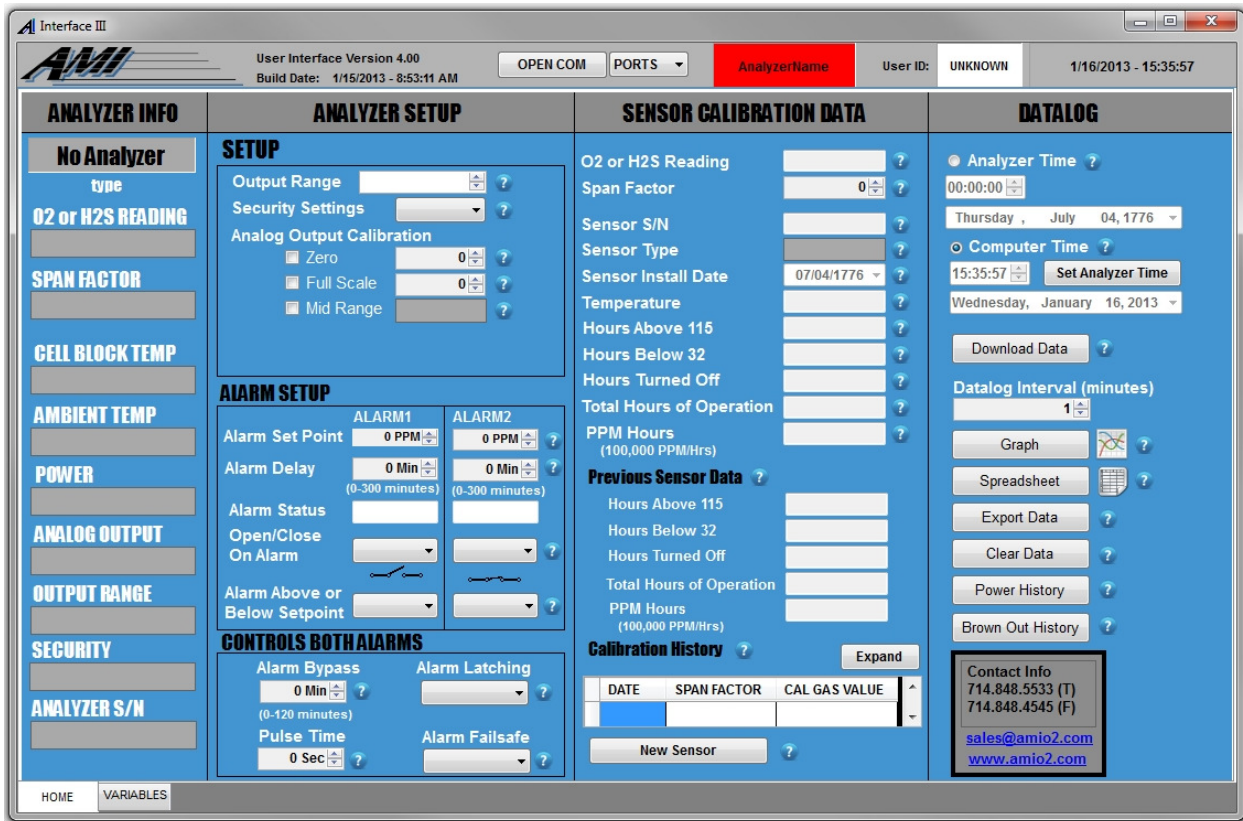 Interface III
AMI
User Interface Version 4.00
Build Date: 1/15/2013 - 8:53:11 AM
OPEN COM
PORTS
AnalyzerName
User ID:
UNKNOWN
1/16/2013 - 15:35:57
ANALYZER INFO
No Analyzer
type
O2 or H2S READING
SPAN FACTOR
CELL BLOCK TEMP
AMBIENT TEMP
POWER
ANALOG OUTPUT
OUTPUT RANGE
SECURITY
ANALYZER S/N
ANALYZER SETUP
SETUP
Output Range ?
Security Settings ?
Analog Output Calibration
Zero 0 ?
Full Scale 0 ?
Mid Range ?
ALARM SETUP
ALARM1 ALARM2
Alarm Set Point 0 PPM 0 PPM ?
Alarm Delay 0 Min 0 Min ?
(0-300 minutes) (0-300 minutes)
Alarm Status
Open/Close
On Alarm ?
Alarm Above or
Below Setpoint ?
CONTROLS BOTH ALARMS
Alarm Bypass Alarm Latching
0 Min ? ?
(0-120 minutes)
Pulse Time Alarm Failsafe
0 Sec ? ?
SENSOR CALIBRATION DATA
O2 or H2S Reading ?
Span Factor 0 ?
Sensor S/N ?
Sensor Type ?
Sensor Install Date 07/04/1776 ?
Temperature ?
Hours Above 115 ?
Hours Below 32 ?
Hours Turned Off ?
Total Hours of Operation ?
PPM Hours ?
(100,000 PPM/Hrs)
Previous Sensor Data ?
Hours Above 115
Hours Below 32
Hours Turned Off
Total Hours of Operation
PPM Hours
(100,000 PPM/Hrs)
Calibration History ? Expand
DATE SPAN FACTOR CAL GAS VALUE
New Sensor ?
DATALOG
Analyzer Time ?
00:00:00
Thursday , July 04, 1776
Computer Time ?
15:35:57 Set Analyzer Time
Wednesday, January 16, 2013
Download Data ?
Datalog Interval (minutes)
1
Graph ?
Spreadsheet ?
Export Data ?
Clear Data ?
Power History ?
Brown Out History ?
Contact Info
714.848.5533 (T)
714.848.4545 (F)
sales@amio2.com
www.amio2.com
HOME VARIABLES